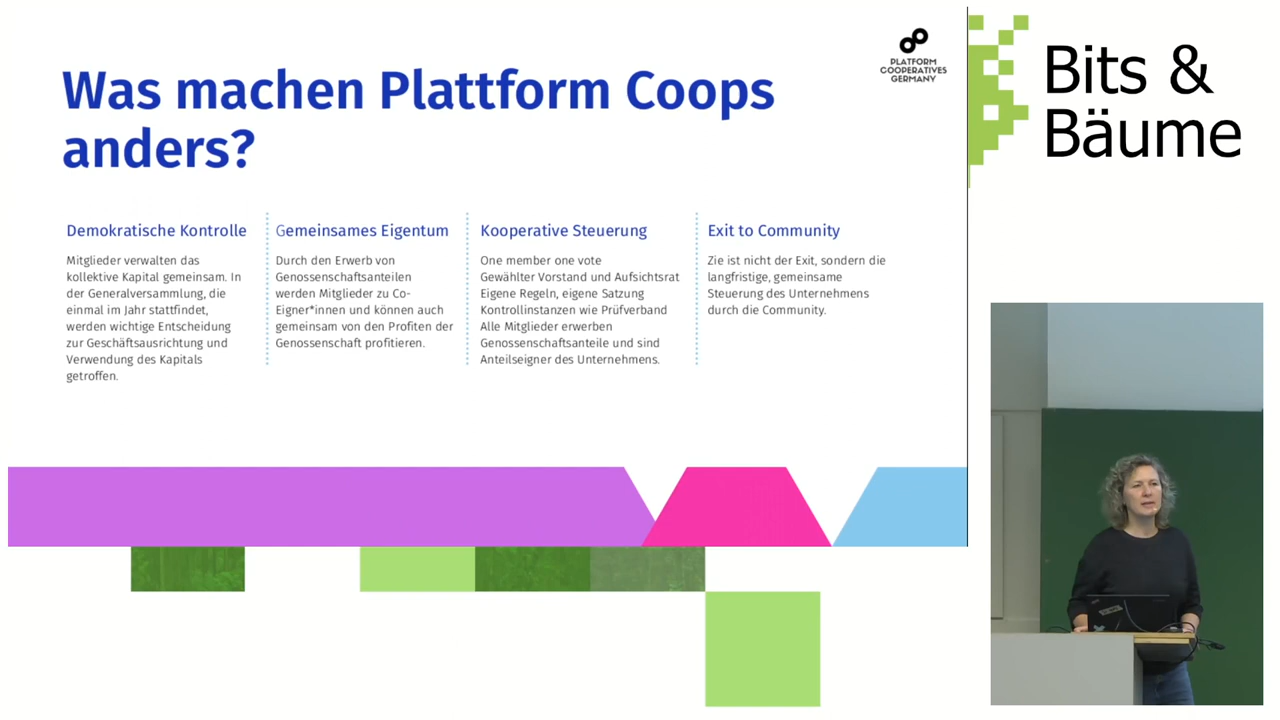 Was machen Plattform Coops
anders?
PLATFORM
COOPERATIVES
GERMANY
Bits &
Bäume
Demokratische Kontrolle
Mitglieder verwalten das
kollektive Kapital gemeinsam. In
der Generalversammlung, die
einmal im Jahr stattfindet,
werden wichtige Entscheidung
zur Geschäftsausrichtung und
Verwendung des Kapitals
getroffen.
Gemeinsames Eigentum
Durch den Erwerb von
Genossenschaftsanteilen
werden Mitglieder zu Co-
Eigner*innen und können auch
gemeinsam von den Profiten der
Genossenschaft profitieren.
Kooperative Steuerung
One member one vote
Gewählter Vorstand und Aufsichtsrat
Eigene Regeln, eigene Satzung
Kontrollinstanzen wie Prüfverband
Alle Mitglieder erwerben
Genossenschaftsanteile und sind
Anteilseigner des Unternehmens.
Exit to Community
Zie ist nicht der Exit, sondern die
langfristige, gemeinsame
Steuerung des Unternehmens
durch die Community.